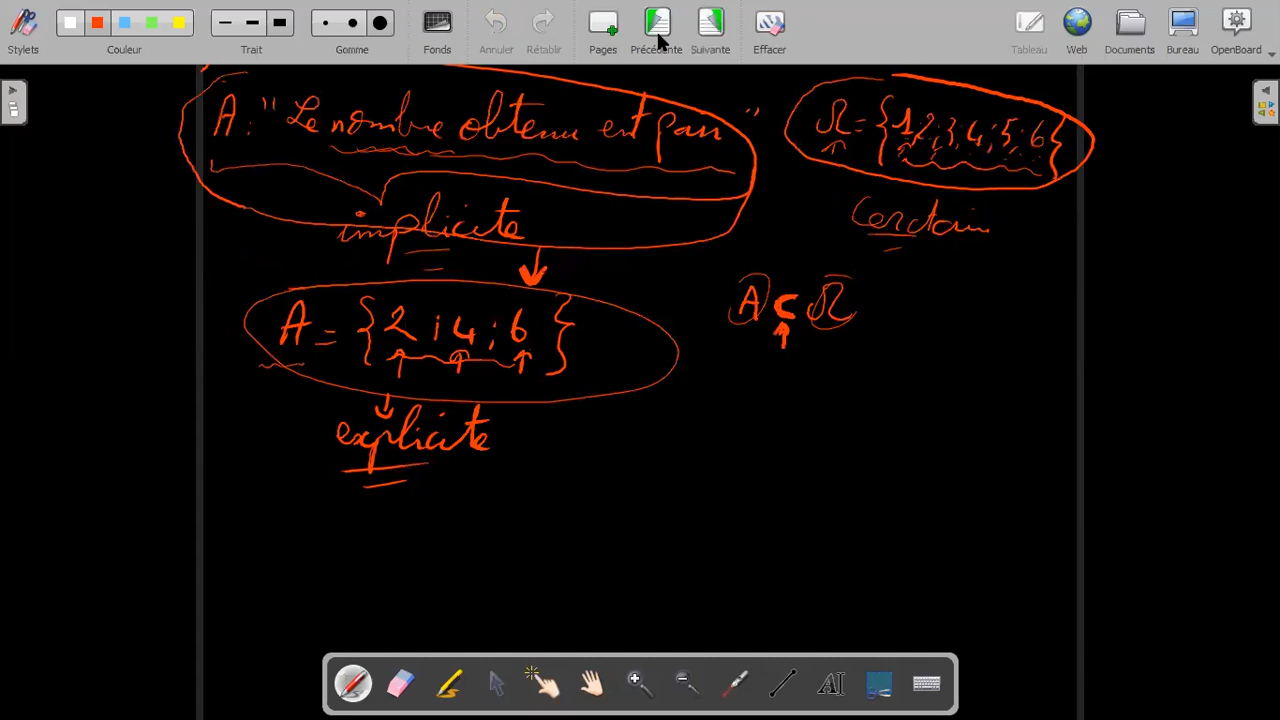 Stylets Couleur Trait Gomme Fonds Annuler Rétablir Pages Précédente Suivante Effacer Tableau Web Documents Bureau OpenBoard
A: "Le nombre obtenu est pair" Ω = {1;2;3;4;5;6}
implicite
Certain
A = {2;4;6}
A ⊂ Ω
explicite
AI